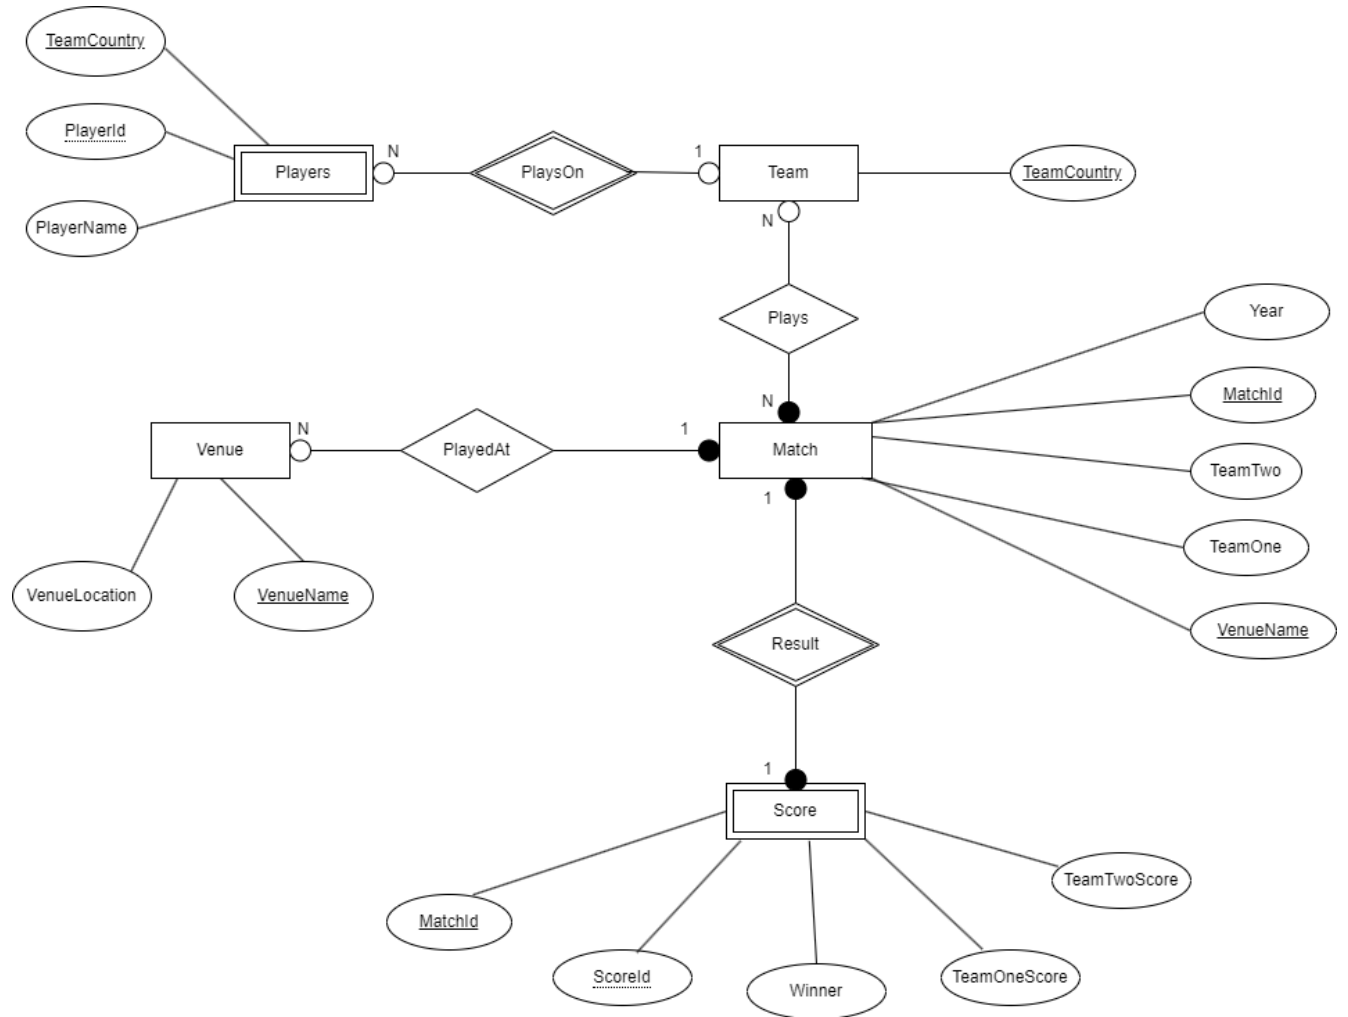 TeamCountry
PlayerId
PlayerName
Players
N
PlaysOn
1
Team
TeamCountry
N
Plays
N
Year
MatchId
TeamTwo
TeamOne
VenueName
Venue
N
PlayedAt
1
Match
VenueLocation
VenueName
1
Result
1
Score
MatchId
ScoreId
Winner
TeamOneScore
TeamTwoScore